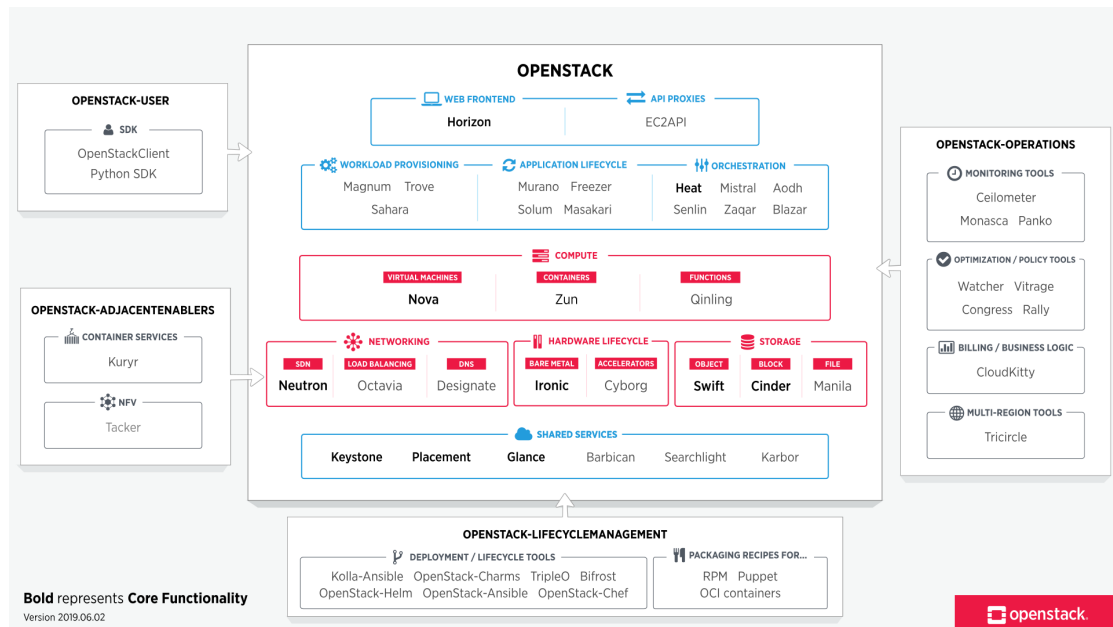 OPENSTACK
WEB FRONTEND
Horizon
API PROXIES
EC2API
WORKLOAD PROVISIONING
Magnum Trove
Sahara
APPLICATION LIFECYCLE
Murano Freezer
Solum Masakari
ORCHESTRATION
Heat Mistral Aodh
Senlin Zaqar Blazar
COMPUTE
VIRTUAL MACHINES
Nova
CONTAINERS
Zun
FUNCTIONS
Qinling
NETWORKING
SDN
Neutron
LOAD BALANCING
Octavia
DNS
Designate
HARDWARE LIFECYCLE
BARE METAL
Ironic
ACCELERATORS
Cyborg
STORAGE
OBJECT
Swift
BLOCK
Cinder
FILE
Manila
SHARED SERVICES
Keystone Placement Glance Barbican Searchlight Karbor
OPENSTACK-USER
SDK
OpenStackClient
Python SDK
OPENSTACK-ADJACENTENABLERS
CONTAINER SERVICES
Kuryr
NFV
Tacker
OPENSTACK-OPERATIONS
MONITORING TOOLS
Ceilometer
Monasca Panko
OPTIMIZATION / POLICY TOOLS
Watcher Vitrage
Congress Rally
BILLING / BUSINESS LOGIC
CloudKitty
MULTI-REGION TOOLS
Tricircle
OPENSTACK-LIFECYCLEMANAGEMENT
DEPLOYMENT / LIFECYCLE TOOLS
Kolla-Ansible OpenStack-Charms TripleO Bifrost
OpenStack-Helm OpenStack-Ansible OpenStack-Chef
PACKAGING RECIPES FOR...
RPM Puppet
OCI containers
Bold represents Core Functionality
Version 2019.06.02
openstack.